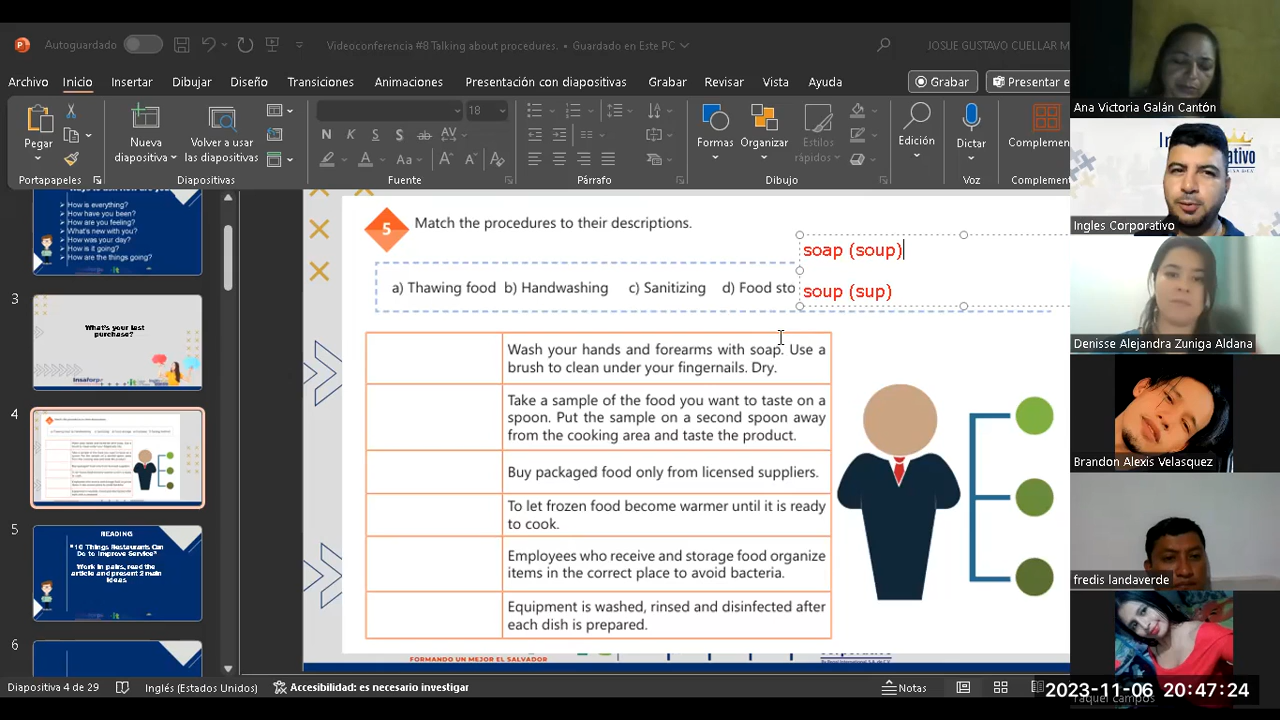 Autoguardado
Videoconferencia #8 Talking about procedures. • Guardado en Este PC
JOSUE GUSTAVO CUELLAR M
Archivo Inicio Insertar Dibujar Diseño Transiciones Animaciones Presentación con diapositivas Grabar Revisar Vista Ayuda
Grabar
Presentar e
Pegar
Nueva diapositiva
Volver a usar las diapositivas
18
Formas
Organizar
Estilos rápidos
Edición
Dictar
Complemen
Portapapeles
Diapositivas
Fuente
Párrafo
Dibujo
Voz
Complement
How is everything?
How have you been?
How are you feeling?
What's new with you?
How was your day?
How is it going?
How are the things going?
3
What's your last purchase?
insaforp
4
5
READING
"10 Things Restaurants Can Do to Improve Service"
Work in pairs, read the article and present 2 main ideas.
6
5
Match the procedures to their descriptions.
soap (soup)
soup (sup)
a) Thawing food b) Handwashing c) Sanitizing d) Food sto
Wash your hands and forearms with soap. Use a
brush to clean under your fingernails. Dry.
Take a sample of the food you want to taste on a
spoon. Put the sample on a second spoon away
from the cooking area and taste the product.
Buy packaged food only from licensed suppliers.
To let frozen food become warmer until it is ready
to cook.
Employees who receive and storage food organize
items in the correct place to avoid bacteria.
Equipment is washed, rinsed and disinfected after
each dish is prepared.
FORMANDO UN MEJOR EL SALVADOR
Diapositiva 4 de 29
Inglés (Estados Unidos)
Accesibilidad: es necesario investigar
Notas
Ana Victoria Galán Cantón
Ingles Corporativo
Denisse Alejandra Zuniga Aldana
Brandon Alexis Velasquez
fredis landaverde
raquel campos
2023-11-06 20:47:24